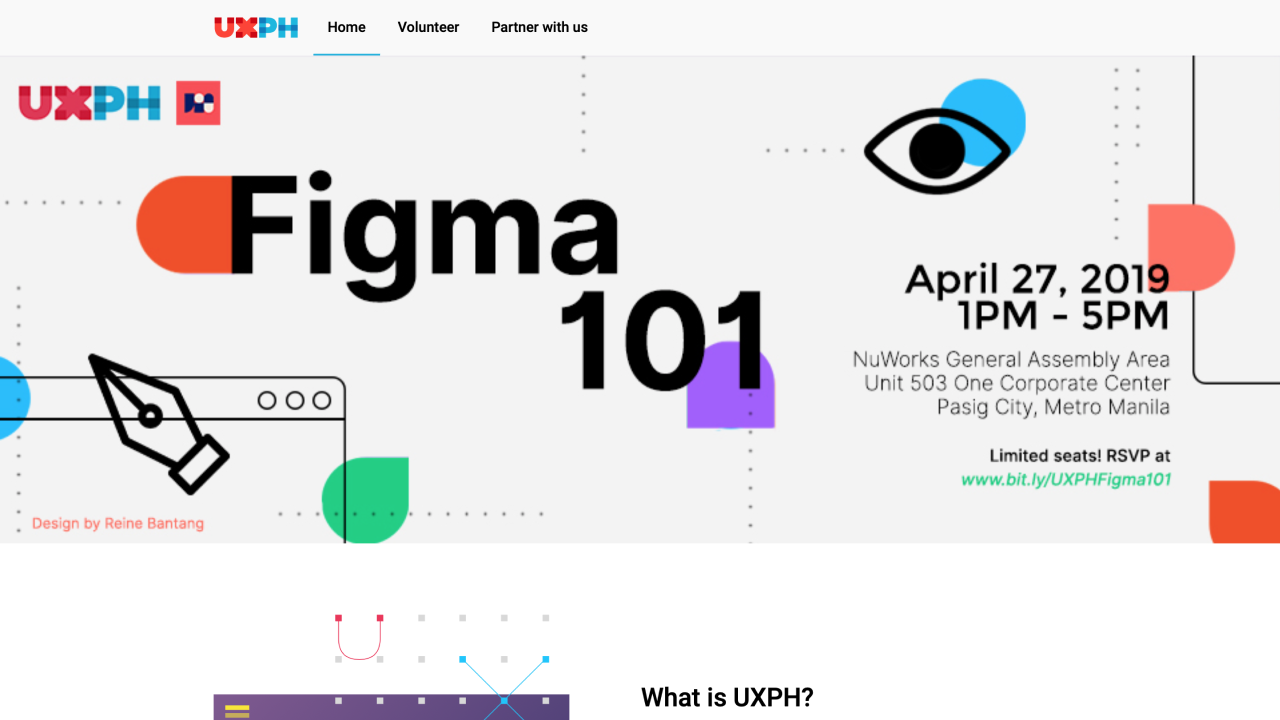 UXPH Home Volunteer Partner with us
UXPH
Figma
101
April 27, 2019
1PM - 5PM
NuWorks General Assembly Area
Unit 503 One Corporate Center
Pasig City, Metro Manila
Limited seats! RSVP at
www.bit.ly/UXPHFigma101
Design by Reine Bantang
What is UXPH?